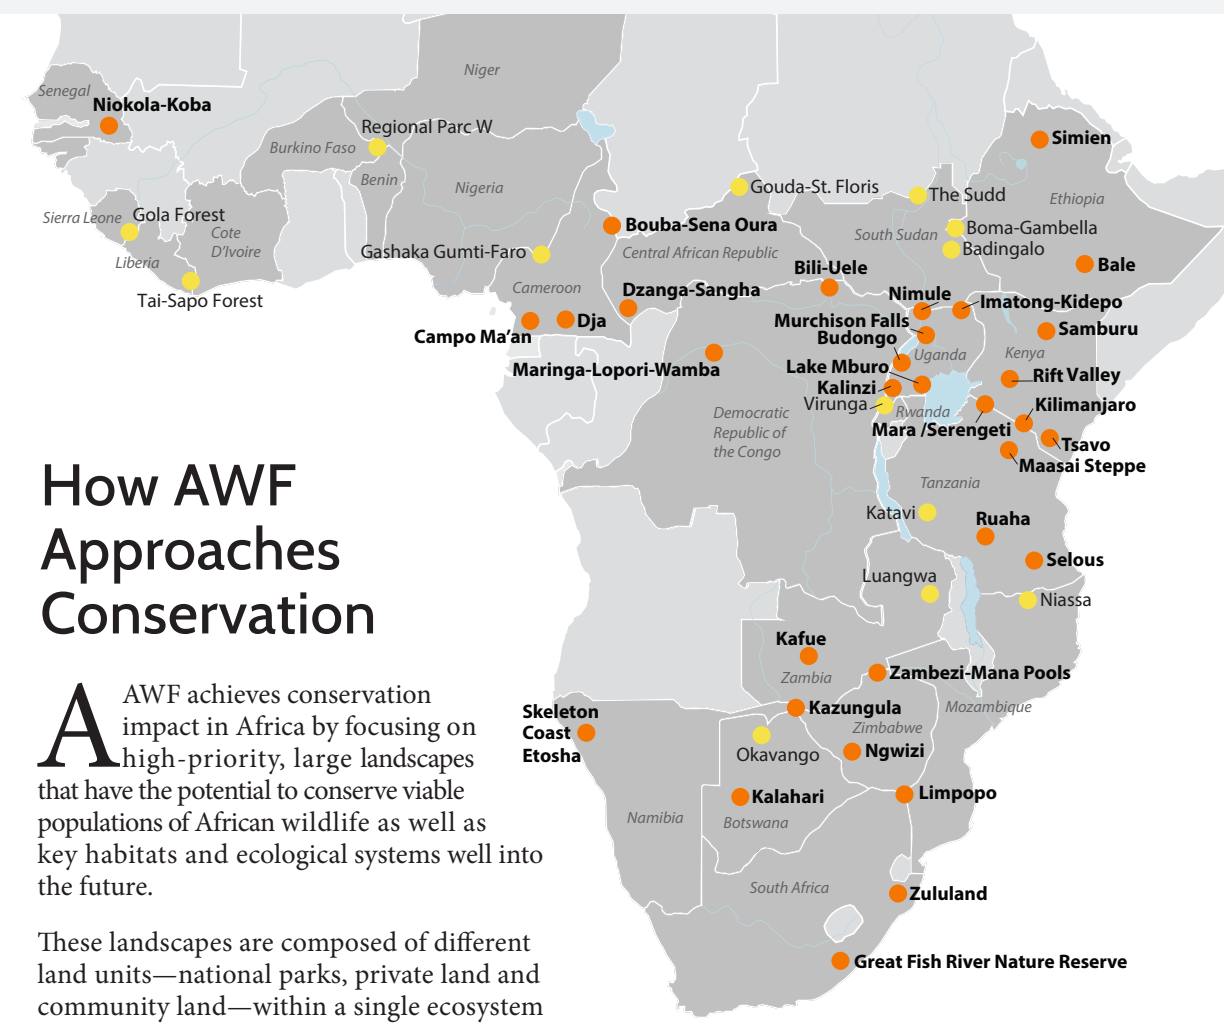 Niger
Senegal
Niokola-Koba
Regional Parc W
Simien
Burkino Faso
Benin
Nigeria
Gouda-St. Floris
The Sudd
Ethiopia
Sierra Leone
Gola Forest
Cote
D'Ivoire
Bouba-Sena Oura
South Sudan
Boma-Gambella
Badingalo
Liberia
Gashaka Gumti-Faro
Central African Republic
Bili-Uele
Bale
Tai-Sapo Forest
Cameroon
Dzanga-Sangha
Nimule
Imatong-Kidepo
Campo Ma'an
Dja
Murchison Falls
Budongo
Samburu
Uganda
Kenya
Maringa-Lopori-Wamba
Lake Mburo
Kalinzi
Rift Valley
Virunga
Rwanda
Kilimanjaro
Democratic
Republic of
the Congo
Mara /Serengeti
Tsavo
Maasai Steppe
Tanzania
Katavi
Ruaha
Selous
Luangwa
Niassa
Kafue
Zambia
Zambezi-Mana Pools
Kazungula
Mozambique
Skeleton
Coast
Etosha
Zimbabwe
Okavango
Ngwizi
Kalahari
Limpopo
Namibia
Botswana
South Africa
Zululand
Great Fish River Nature Reserve
How AWF
Approaches
Conservation
A AWF achieves conservation
impact in Africa by focusing on
high-priority, large landscapes
that have the potential to conserve viable
populations of African wildlife as well as
key habitats and ecological systems well into
the future.
These landscapes are composed of different
land units—national parks, private land and
community land—within a single ecosystem